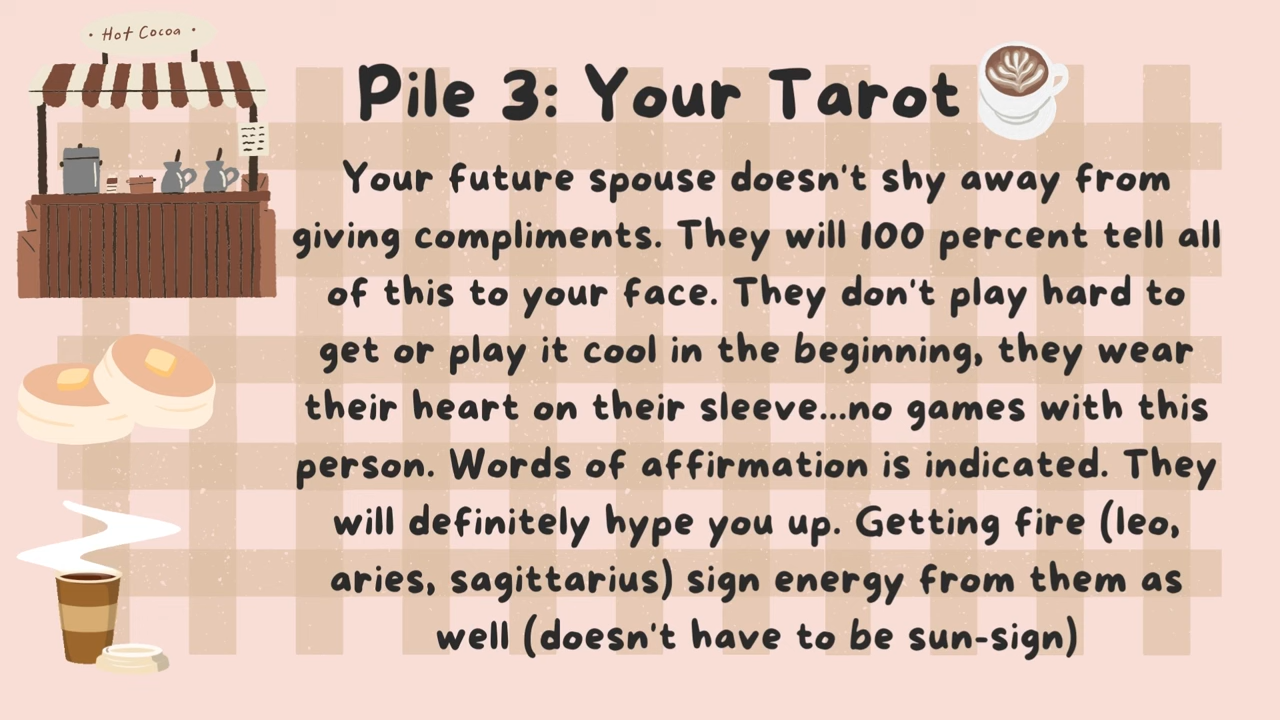 • Hot Cocoa •
Pile 3: Your Tarot
Your future spouse doesn't shy away from
giving compliments. They will 100 percent tell all
of this to your face. They don't play hard to
get or play it cool in the beginning, they wear
their heart on their sleeve...no games with this
person. Words of affirmation is indicated. They
will definitely hype you up. Getting fire (leo,
aries, sagittarius) sign energy from them as
well (doesn't have to be sun-sign)